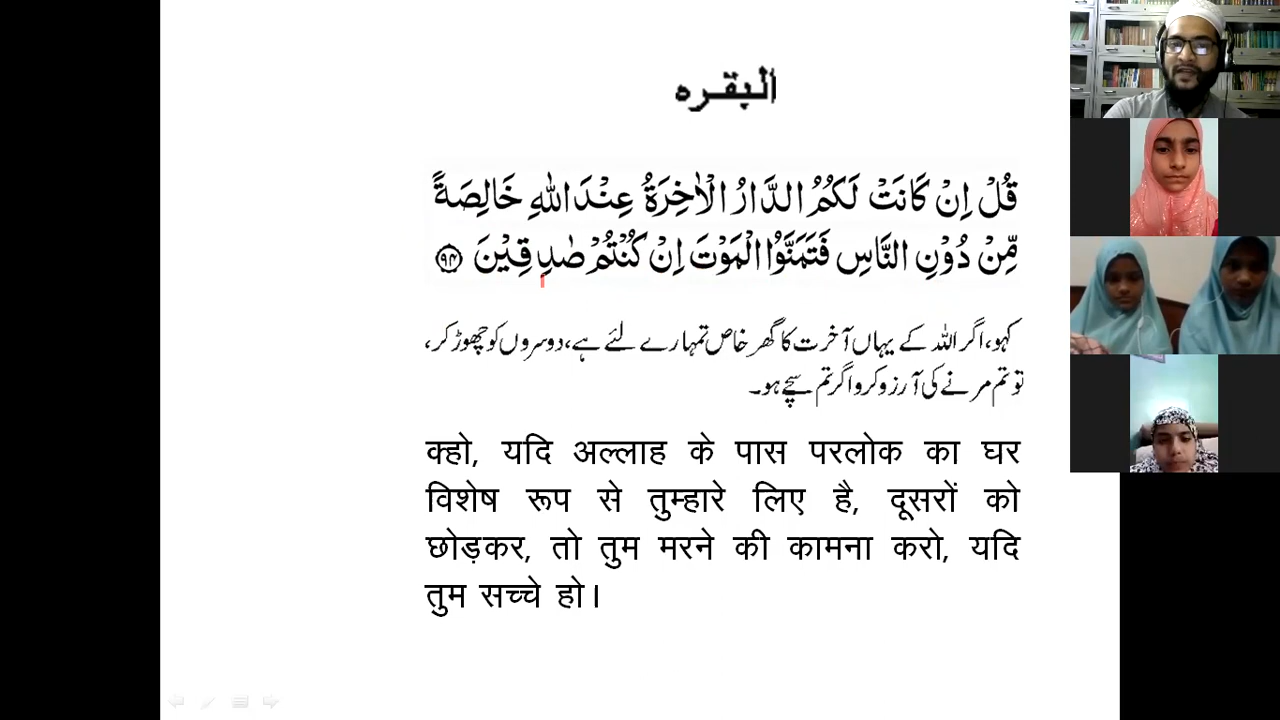 البقره
قُلْ اِنْ كَانَتْ لَكُمُ الدَّارُ الْاٰخِرَةُ عِنْدَ اللّٰهِ خَالِصَةً
مِّنْ دُوْنِ النَّاسِ فَتَمَنَّوُا الْمَوْتَ اِنْ كُنْتُمْ صٰدِقِيْنَ ﴿۹۴﴾
کہو، اگر اللہ کے یہاں آخرت کا گھر خاص تمہارے لئے ہے، دوسروں کو چھوڑ کر،
تو تم مرنے کی آرزو کرو اگر تم سچے ہو۔
क्हो, यदि अल्लाह के पास परलोक का घर
विशेष रूप से तुम्हारे लिए है, दूसरों को
छोड़कर, तो तुम मरने की कामना करो, यदि
तुम सच्चे हो।